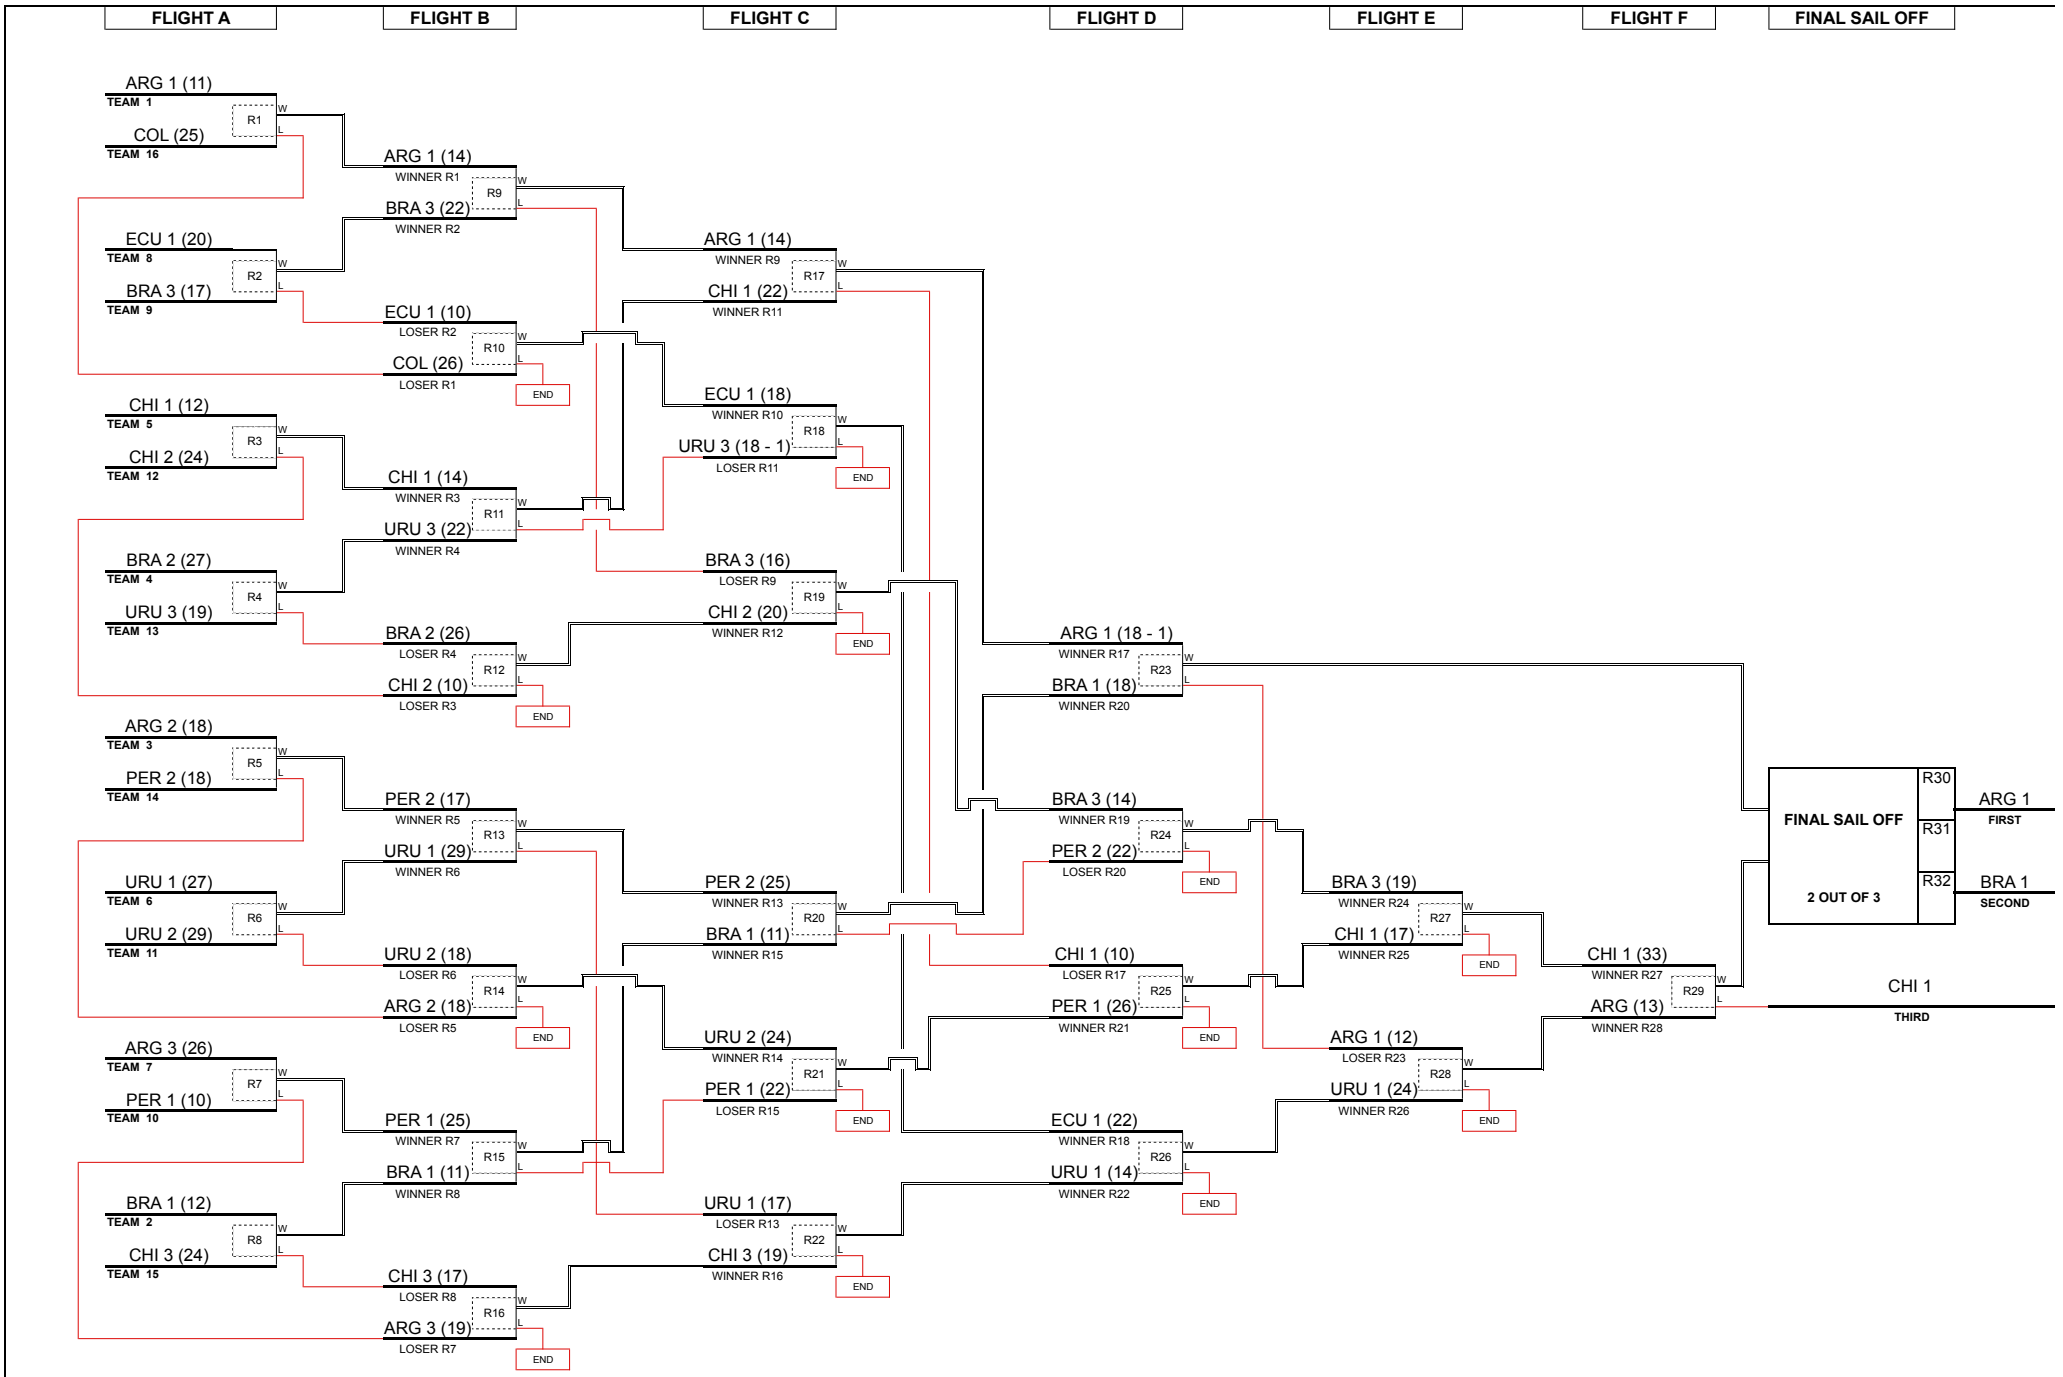 FLIGHT A
FLIGHT B
FLIGHT C
FLIGHT D
FLIGHT E
FLIGHT F
FINAL SAIL OFF
ARG 1 (11)
TEAM 1
R1
W
L
COL (25)
TEAM 16
ECU 1 (20)
TEAM 8
R2
W
L
BRA 3 (17)
TEAM 9
CHI 1 (12)
TEAM 5
R3
W
L
CHI 2 (24)
TEAM 12
BRA 2 (27)
TEAM 4
R4
W
L
URU 3 (19)
TEAM 13
ARG 2 (18)
TEAM 3
R5
W
L
PER 2 (18)
TEAM 14
URU 1 (27)
TEAM 6
R6
W
L
URU 2 (29)
TEAM 11
ARG 3 (26)
TEAM 7
R7
W
L
PER 1 (10)
TEAM 10
BRA 1 (12)
TEAM 2
R8
W
L
CHI 3 (24)
TEAM 15
ARG 1 (14)
WINNER R1
R9
W
L
BRA 3 (22)
WINNER R2
ECU 1 (10)
LOSER R2
R10
W
L
COL (26)
LOSER R1
END
CHI 1 (14)
WINNER R3
R11
W
L
URU 3 (22)
WINNER R4
BRA 2 (26)
LOSER R4
R12
W
L
CHI 2 (10)
LOSER R3
END
PER 2 (17)
WINNER R5
R13
W
L
URU 1 (29)
WINNER R6
URU 2 (18)
LOSER R6
R14
W
L
ARG 2 (18)
LOSER R5
END
PER 1 (25)
WINNER R7
R15
W
L
BRA 1 (11)
WINNER R8
CHI 3 (17)
LOSER R8
R16
W
L
ARG 3 (19)
LOSER R7
END
ARG 1 (14)
WINNER R9
R17
W
L
CHI 1 (22)
WINNER R11
ECU 1 (18)
WINNER R10
R18
W
L
URU 3 (18 - 1)
LOSER R11
END
BRA 3 (16)
LOSER R9
R19
W
L
CHI 2 (20)
WINNER R12
END
PER 2 (25)
WINNER R13
R20
W
L
BRA 1 (11)
WINNER R15
URU 2 (24)
WINNER R14
R21
W
L
PER 1 (22)
LOSER R15
END
URU 1 (17)
LOSER R13
R22
W
L
CHI 3 (19)
WINNER R16
END
ARG 1 (18 - 1)
WINNER R17
R23
W
L
BRA 1 (18)
WINNER R20
BRA 3 (14)
WINNER R19
R24
W
L
PER 2 (22)
LOSER R20
END
CHI 1 (10)
LOSER R17
R25
W
L
PER 1 (26)
WINNER R21
END
ECU 1 (22)
WINNER R18
R26
W
L
URU 1 (14)
WINNER R22
END
BRA 3 (19)
WINNER R24
R27
W
L
CHI 1 (17)
WINNER R25
END
ARG 1 (12)
LOSER R23
R28
W
L
URU 1 (24)
WINNER R26
END
CHI 1 (33)
WINNER R27
R29
W
L
ARG (13)
WINNER R28
FINAL SAIL OFF
2 OUT OF 3
R30
R31
R32
ARG 1
FIRST
BRA 1
SECOND
CHI 1
THIRD